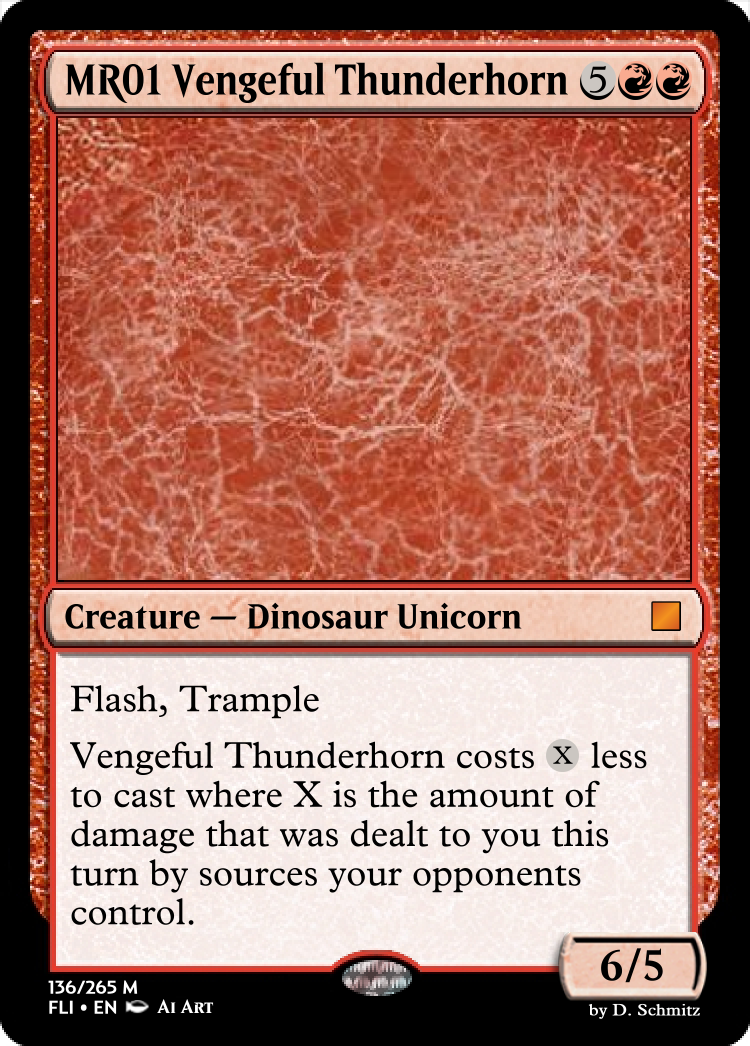 MR01 Vengeful Thunderhorn 5
Creature — Dinosaur Unicorn
Flash, Trample
Vengeful Thunderhorn costs X less
to cast where X is the amount of
damage that was dealt to you this
turn by sources your opponents
control.
6/5
136/265 M
FLI • EN AI ART
by D. Schmitz